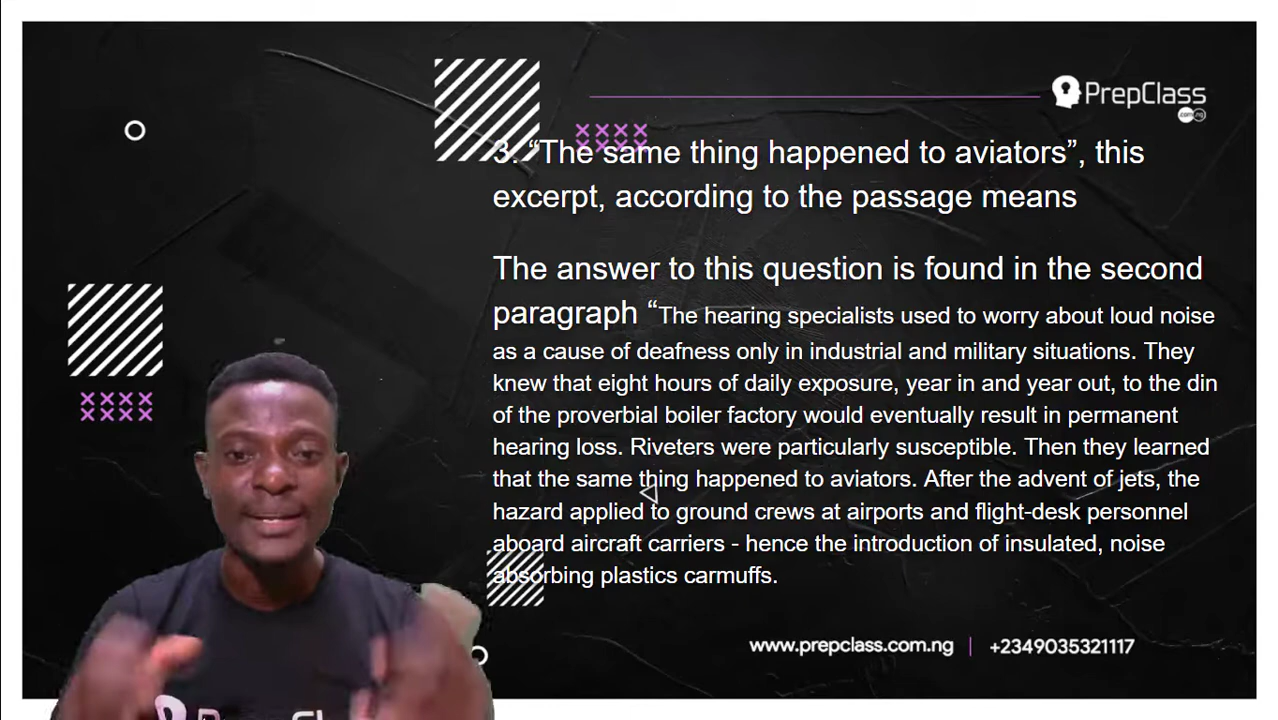 PrepClass
.com.ng
3. “The same thing happened to aviators”, this
excerpt, according to the passage means
The answer to this question is found in the second
paragraph “The hearing specialists used to worry about loud noise
as a cause of deafness only in industrial and military situations. They
knew that eight hours of daily exposure, year in and year out, to the din
of the proverbial boiler factory would eventually result in permanent
hearing loss. Riveters were particularly susceptible. Then they learned
that the same thing happened to aviators. After the advent of jets, the
hazard applied to ground crews at airports and flight-desk personnel
aboard aircraft carriers - hence the introduction of insulated, noise
absorbing plastics carmuffs.
www.prepclass.com.ng | +2349035321117